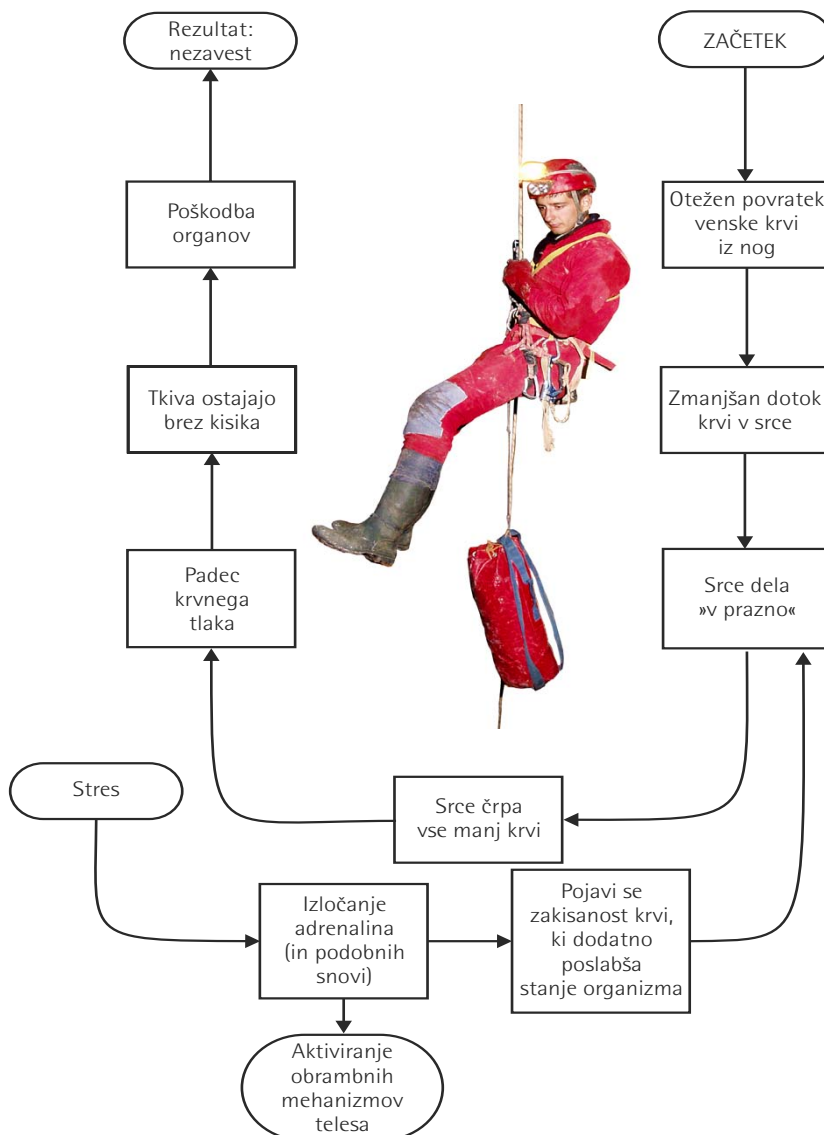 ZAČETEK
Otežen povratek
venske krvi
iz nog
Zmanjšan dotok
krvi v srce
Srce dela
»v prazno«
Srce črpa
vse manj krvi
Padec
krvnega
tlaka
Tkiva ostajajo
brez kisika
Poškodba
organov
Rezultat:
nezavest
Stres
Izločanje
adrenalina
(in podobnih
snovi)
Pojavi se
zakisanost krvi,
ki dodatno
poslabša
stanje organizma
Aktiviranje
obrambnih
mehanizmov
telesa